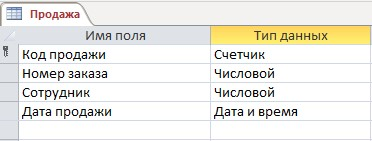 Продажа
Имя поля Тип данных
Код продажи Счетчик
Номер заказа Числовой
Сотрудник Числовой
Дата продажи Дата и время